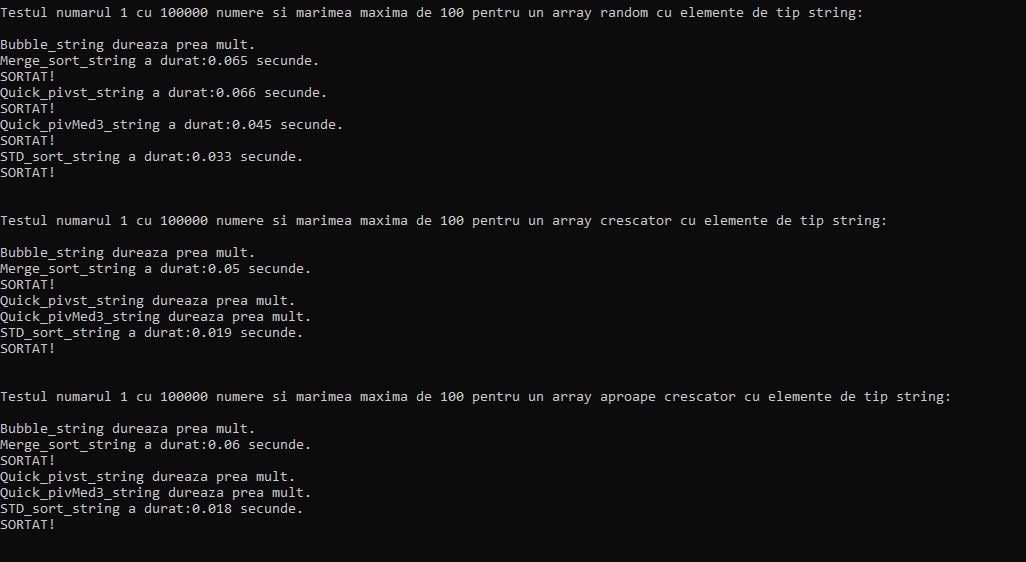 Testul numarul 1 cu 100000 numere si marimea maxima de 100 pentru un array random cu elemente de tip string:
Bubble_string dureaza prea mult.
Merge_sort_string a durat:0.065 secunde.
SORTAT!
Quick_pivst_string a durat:0.066 secunde.
SORTAT!
Quick_pivMed3_string a durat:0.045 secunde.
SORTAT!
STD_sort_string a durat:0.033 secunde.
SORTAT!
Testul numarul 1 cu 100000 numere si marimea maxima de 100 pentru un array crescator cu elemente de tip string:
Bubble_string dureaza prea mult.
Merge_sort_string a durat:0.05 secunde.
SORTAT!
Quick_pivst_string dureaza prea mult.
Quick_pivMed3_string dureaza prea mult.
STD_sort_string a durat:0.019 secunde.
SORTAT!
Testul numarul 1 cu 100000 numere si marimea maxima de 100 pentru un array aproape crescator cu elemente de tip string:
Bubble_string dureaza prea mult.
Merge_sort_string a durat:0.06 secunde.
SORTAT!
Quick_pivst_string dureaza prea mult.
Quick_pivMed3_string dureaza prea mult.
STD_sort_string a durat:0.018 secunde.
SORTAT!